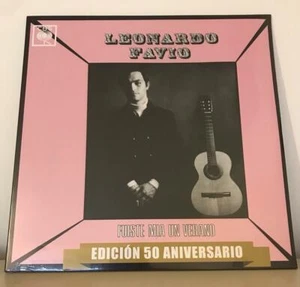 LEONARDO
FAVIO
FUISTE MIA UN VERANO
EDICIÓN 50 ANIVERSARIO